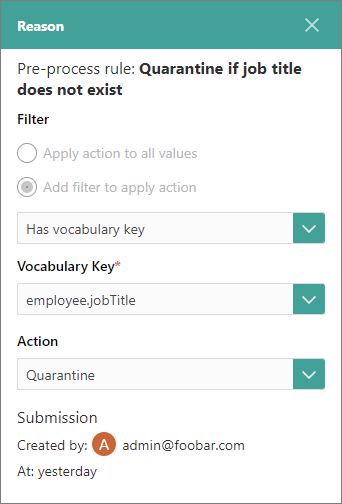 Reason
Pre-process rule: Quarantine if job title
does not exist
Filter
Apply action to all values
Add filter to apply action
Has vocabulary key
Vocabulary Key*
employee.jobTitle
Action
Quarantine
Submission
Created by: A admin@foobar.com
At: yesterday